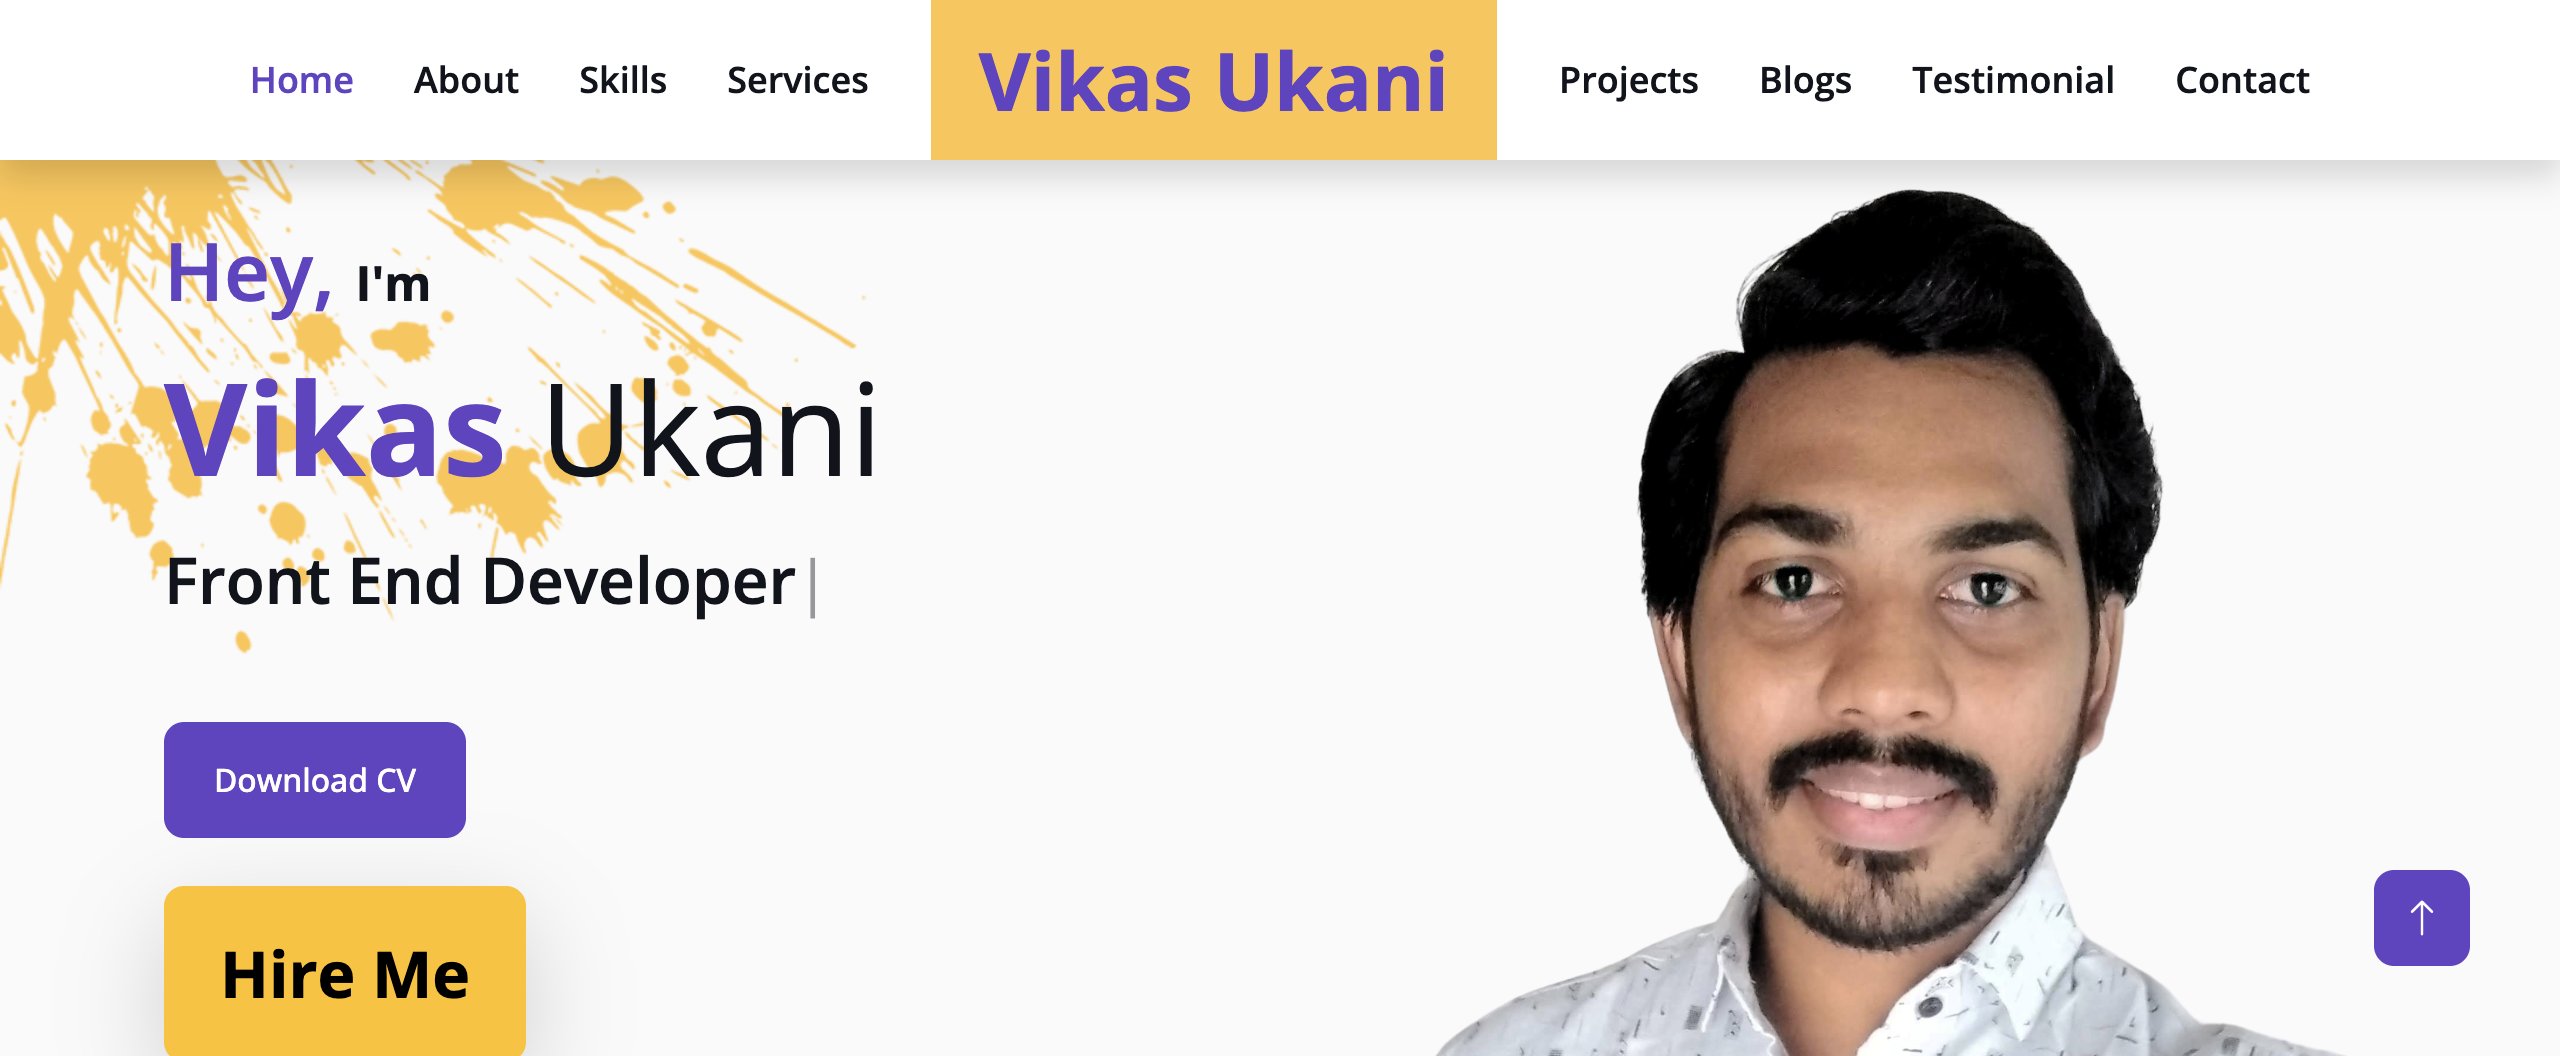 Home About Skills Services Vikas Ukani Projects Blogs Testimonial Contact
Hey, I'm
Vikas Ukani
Front End Developer|
Download CV
Hire Me